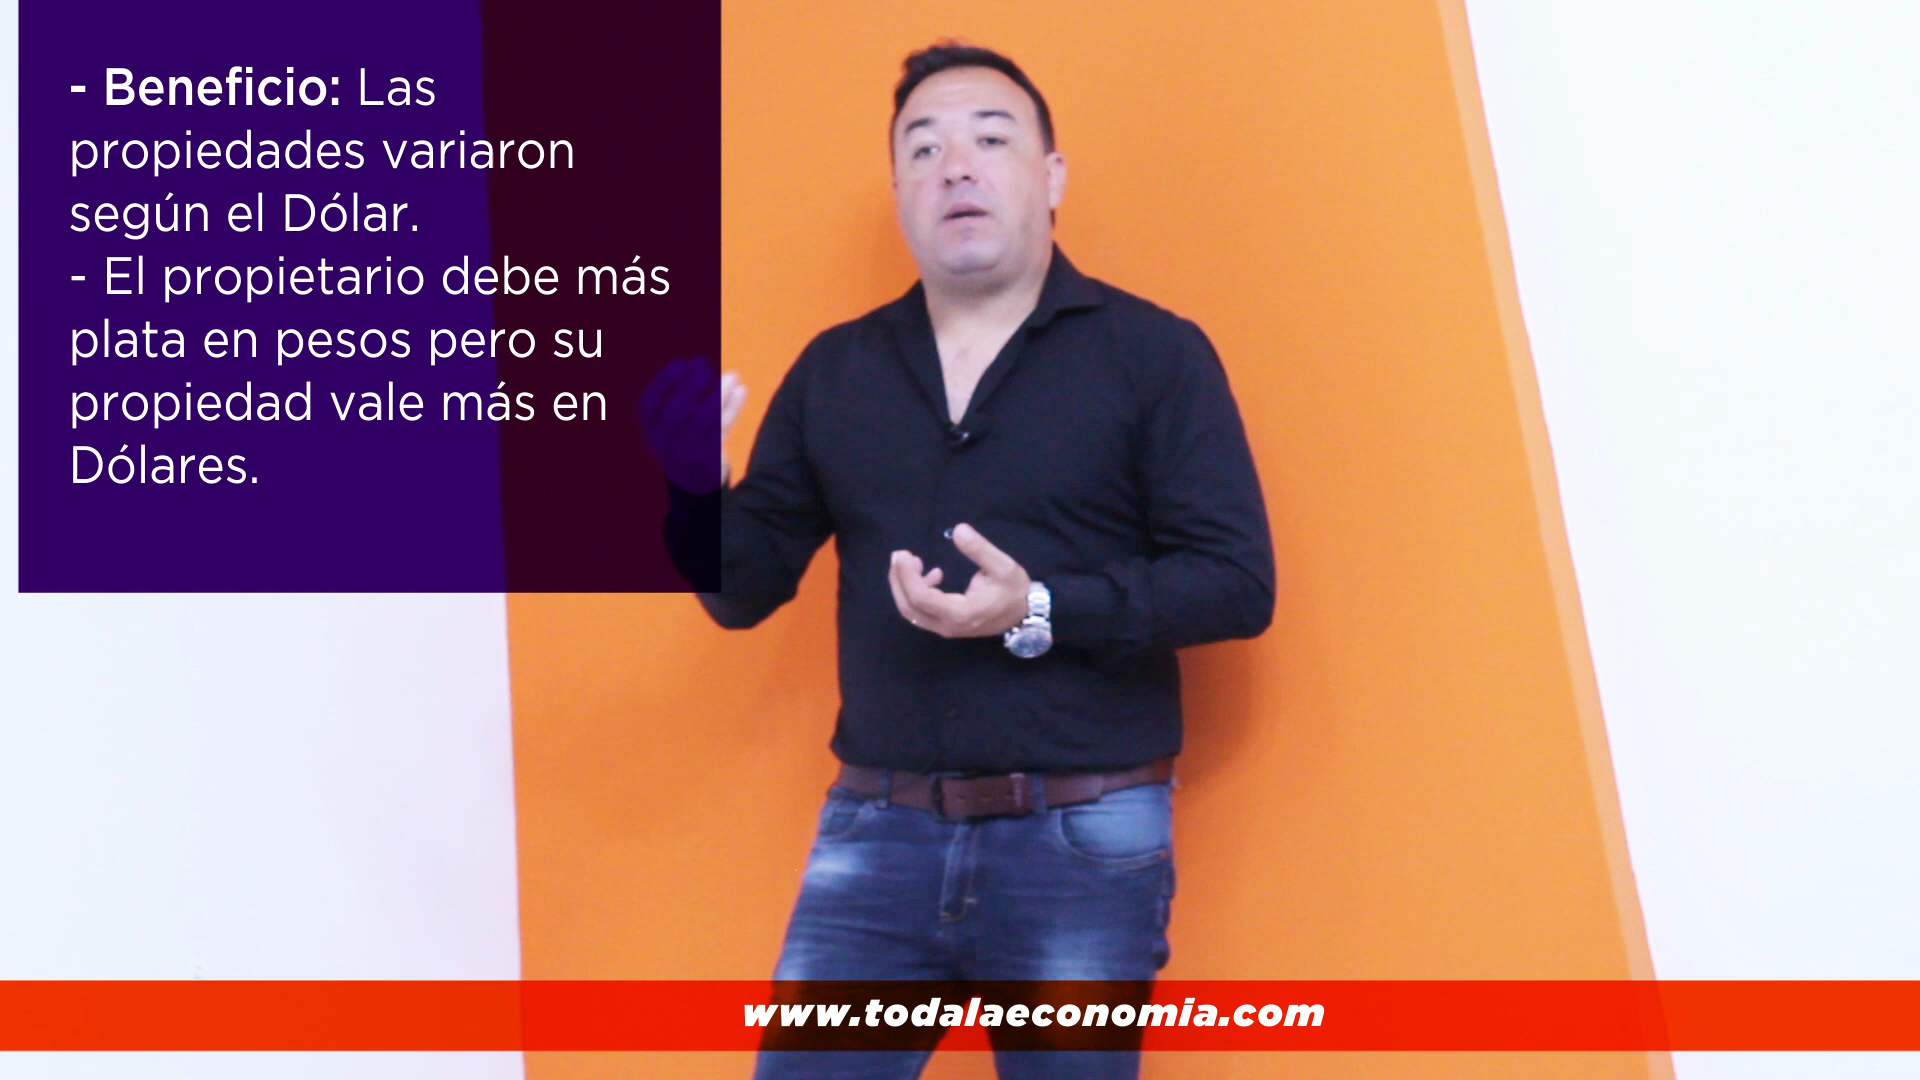 - Beneficio: Las
propiedades variaron
según el Dólar.
- El propietario debe más
plata en pesos pero su
propiedad vale más en
Dólares.
www.todalaeconomia.com